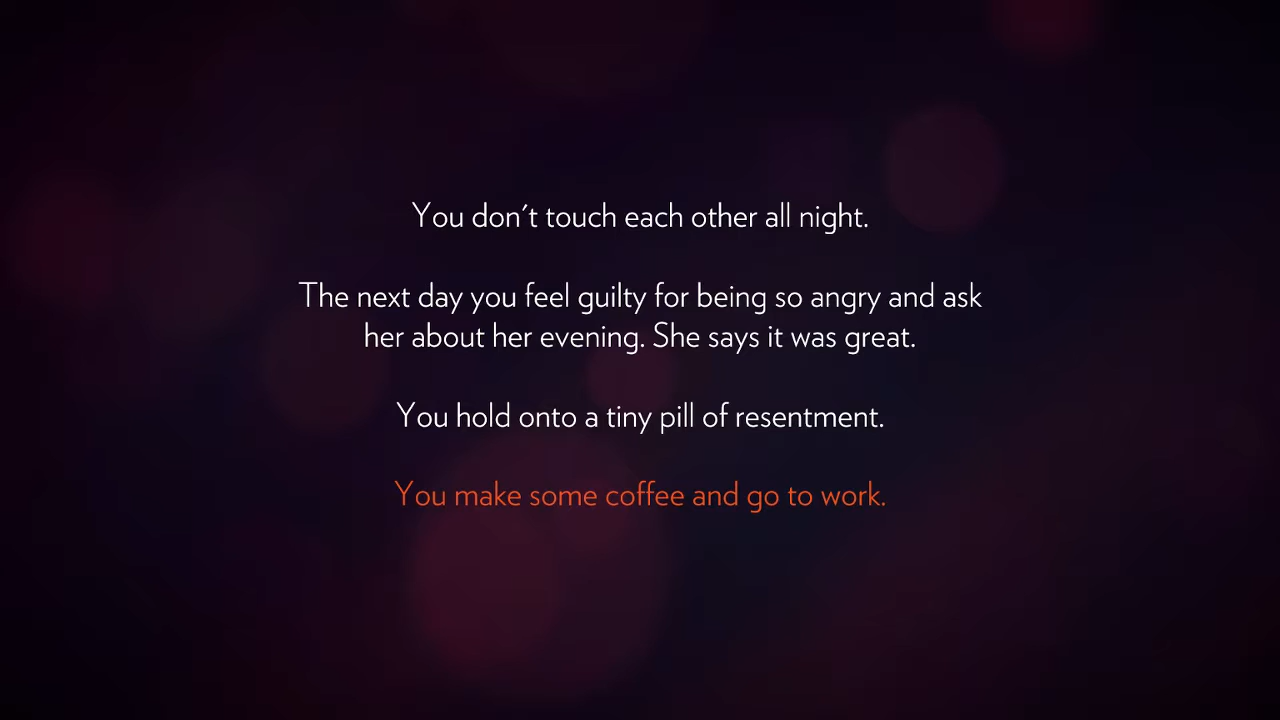 You don't touch each other all night.
The next day you feel guilty for being so angry and ask
her about her evening. She says it was great.
You hold onto a tiny pill of resentment.
You make some coffee and go to work.